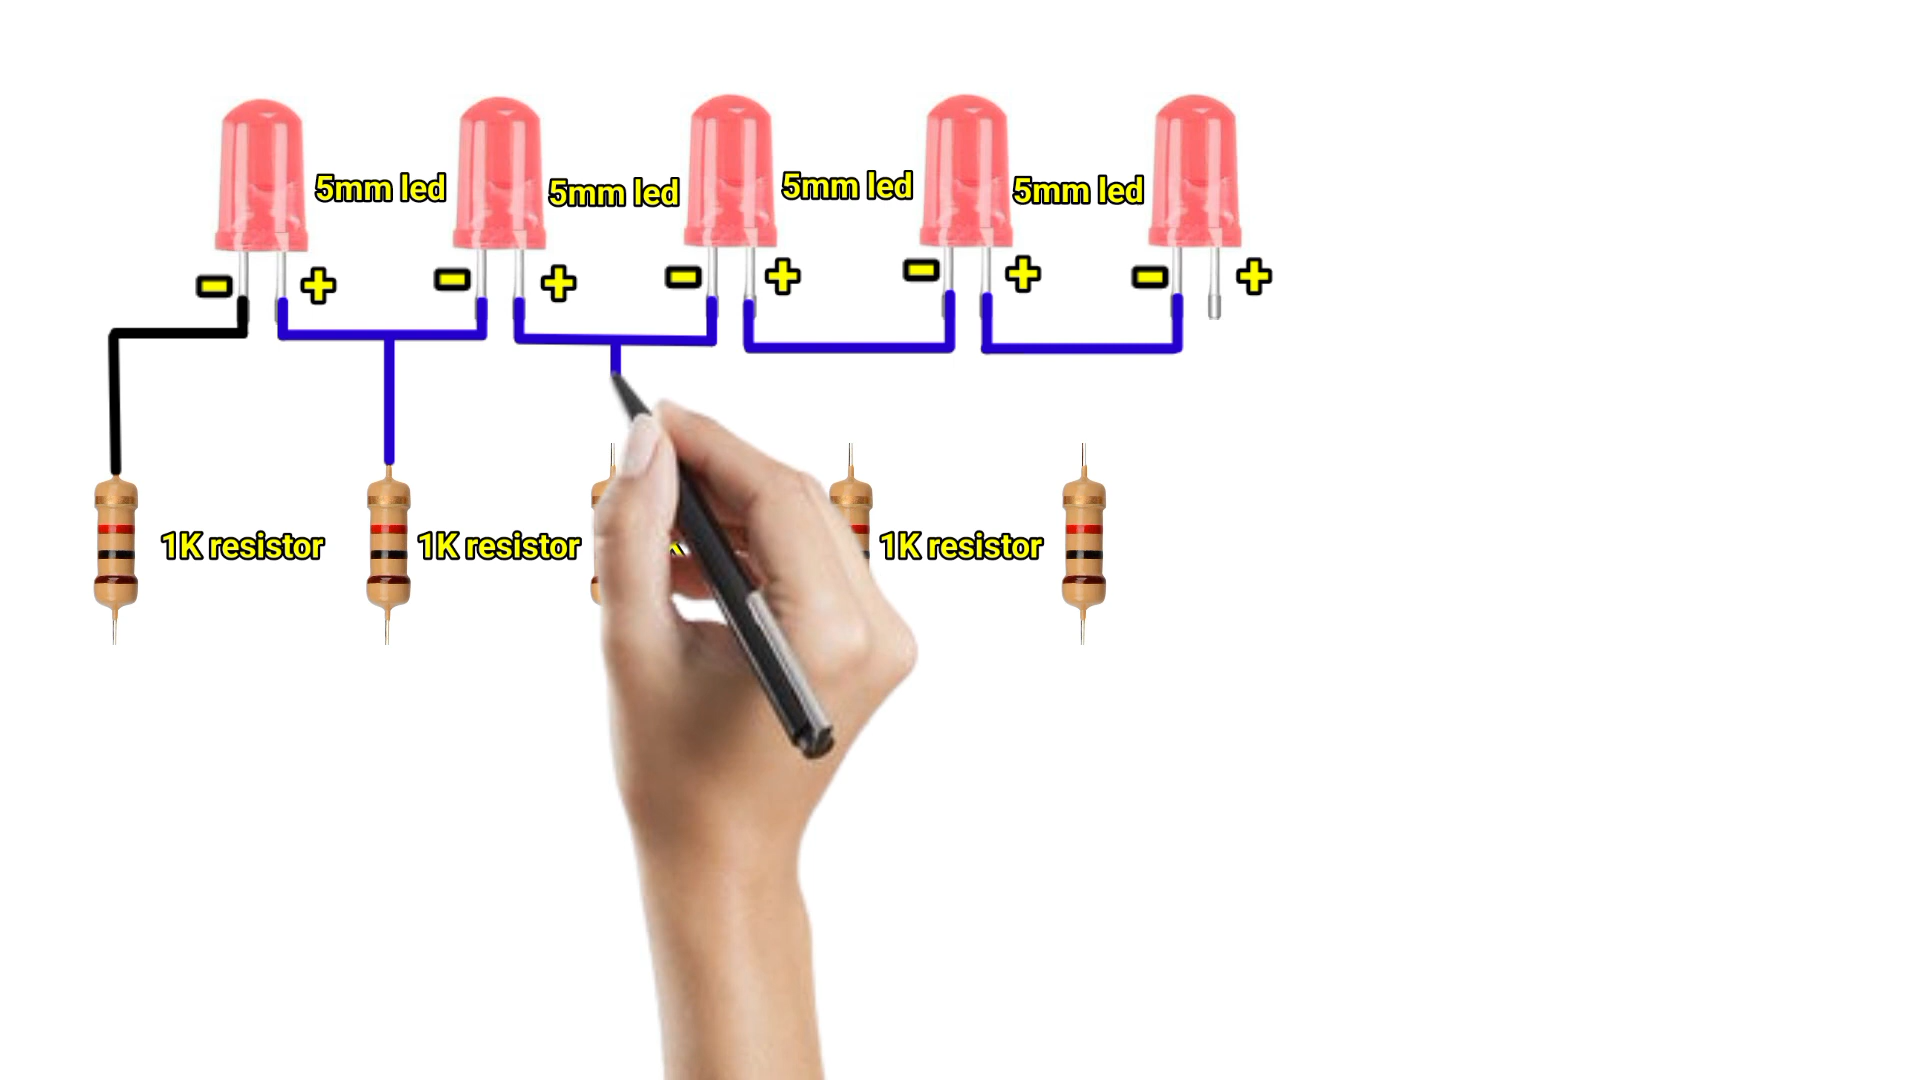 5mm led
5mm led
5mm led
5mm led
- + - + - + - + - +
1K resistor
1K resistor
1K resistor